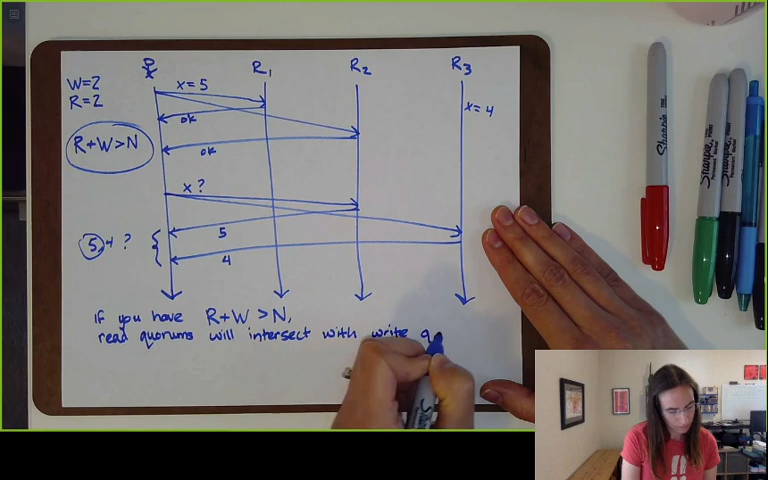 W=2
R=2
R+W>N
R₁
R₂
R₃
x=5
ok
ok
x=4
x?
5
4
5, 4 ?
If you have R+W >N,
read quorums will intersect with write
Sharpie
Sharpie
Sharpie